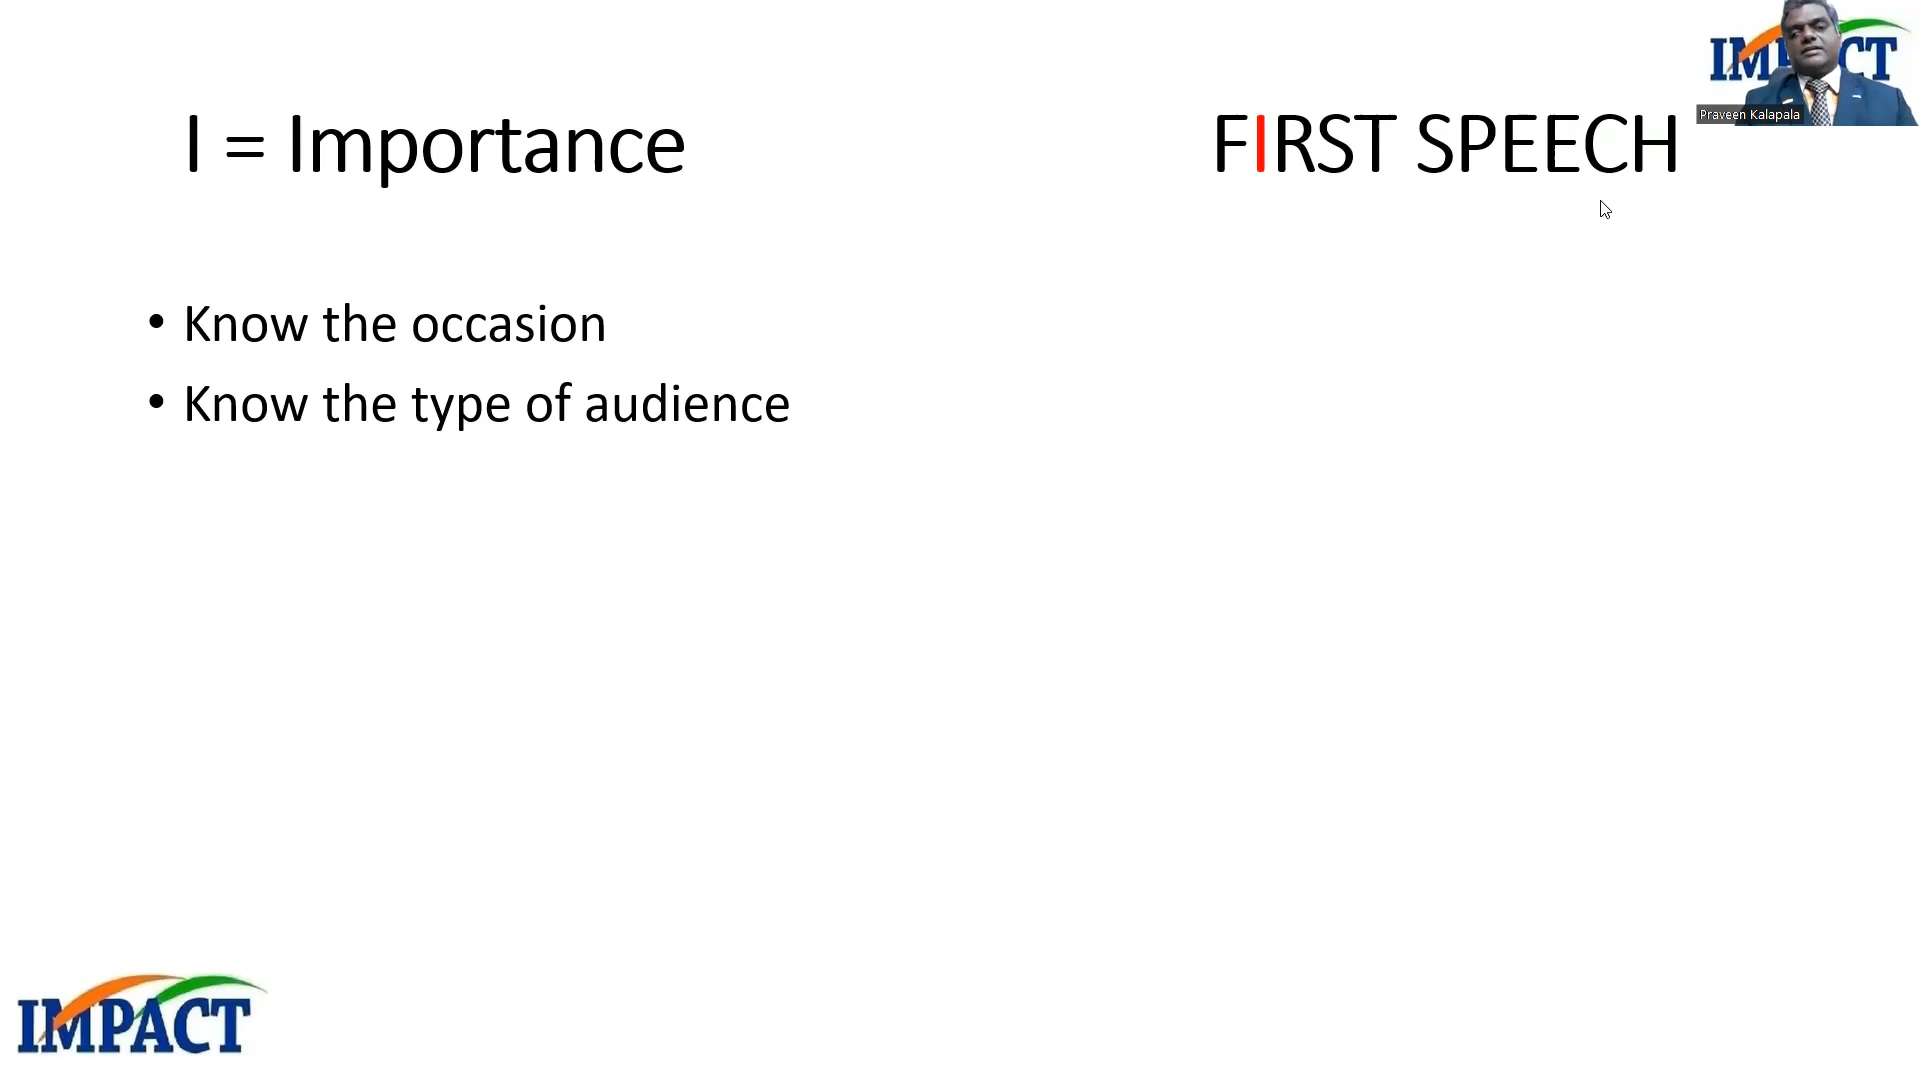 I = Importance
FIRST SPEECH
IMPACT
Praveen Kalapala
• Know the occasion
• Know the type of audience
IMPACT